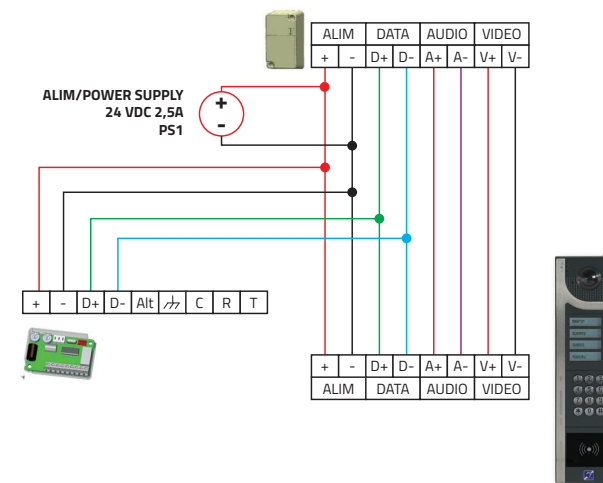 ALIM DATA AUDIO VIDEO
+ - D+ D- A+ A- V+ V-
ALIM/POWER SUPPLY
24 VDC 2,5A
PS1
+
-
+ - D+ D- Alt C R T
+ - D+ D- A+ A- V+ V-
ALIM DATA AUDIO VIDEO